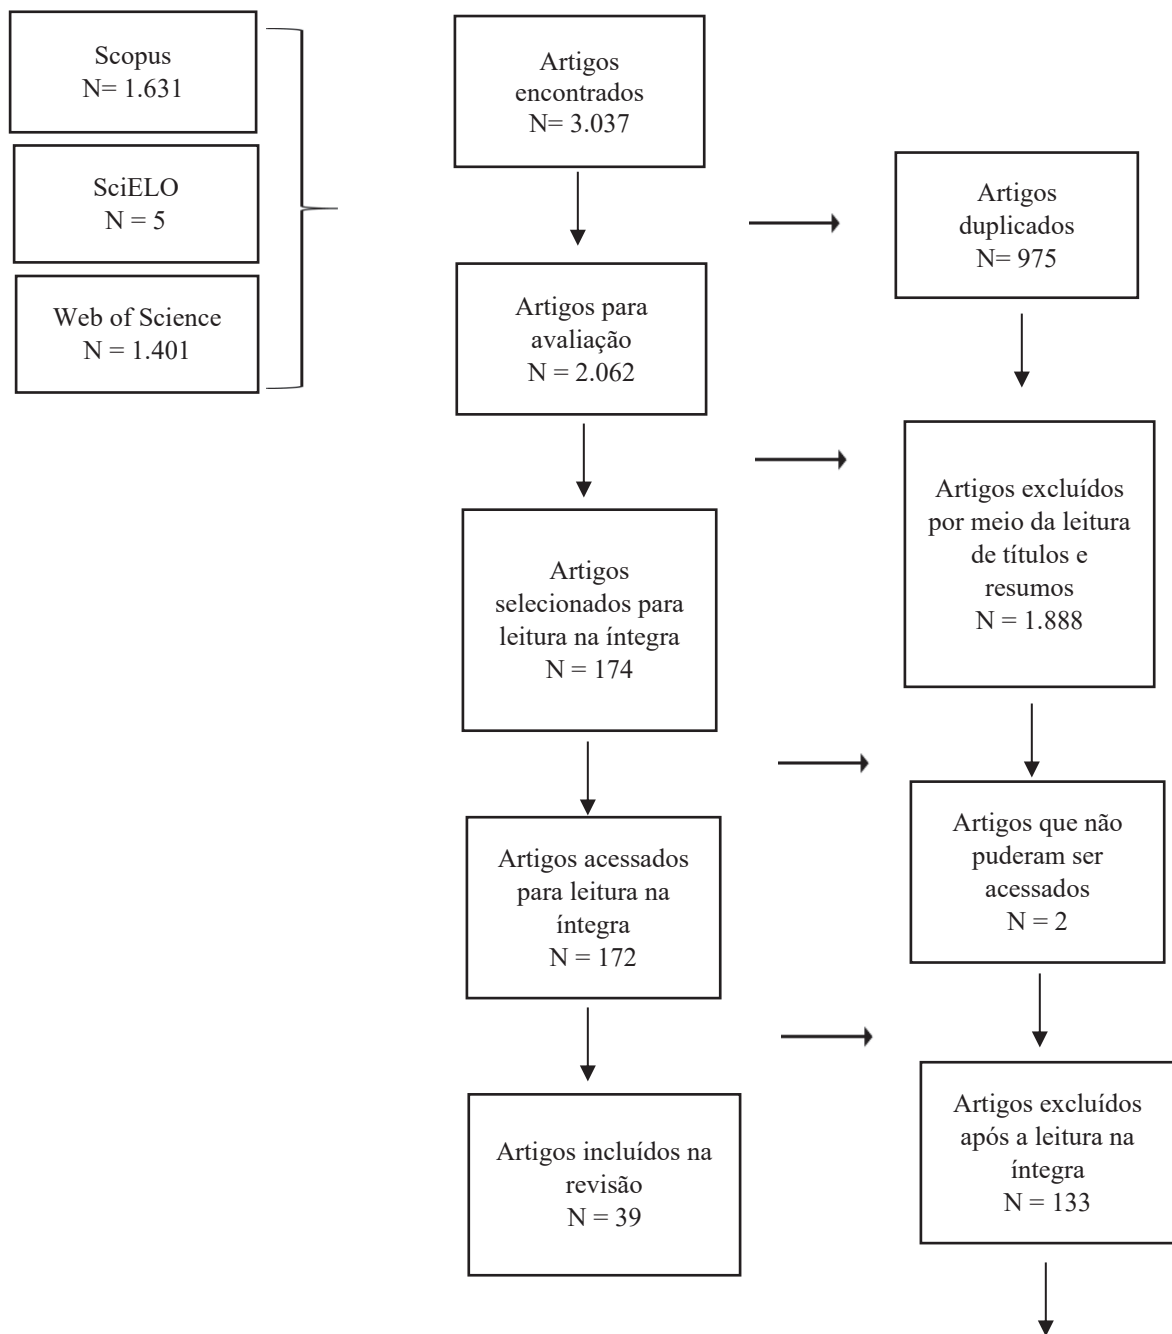 Scopus
N= 1.631
SciELO
N = 5
Web of Science
N = 1.401
Artigos
encontrados
N= 3.037
Artigos
duplicados
N= 975
Artigos para
avaliação
N = 2.062
Artigos excluídos
por meio da leitura
de títulos e
resumos
N = 1.888
Artigos
selecionados para
leitura na íntegra
N = 174
Artigos que não
puderam ser
acessados
N = 2
Artigos acessados
para leitura na
íntegra
N = 172
Artigos excluídos
após a leitura na
íntegra
N = 133
Artigos incluídos na
revisão
N = 39